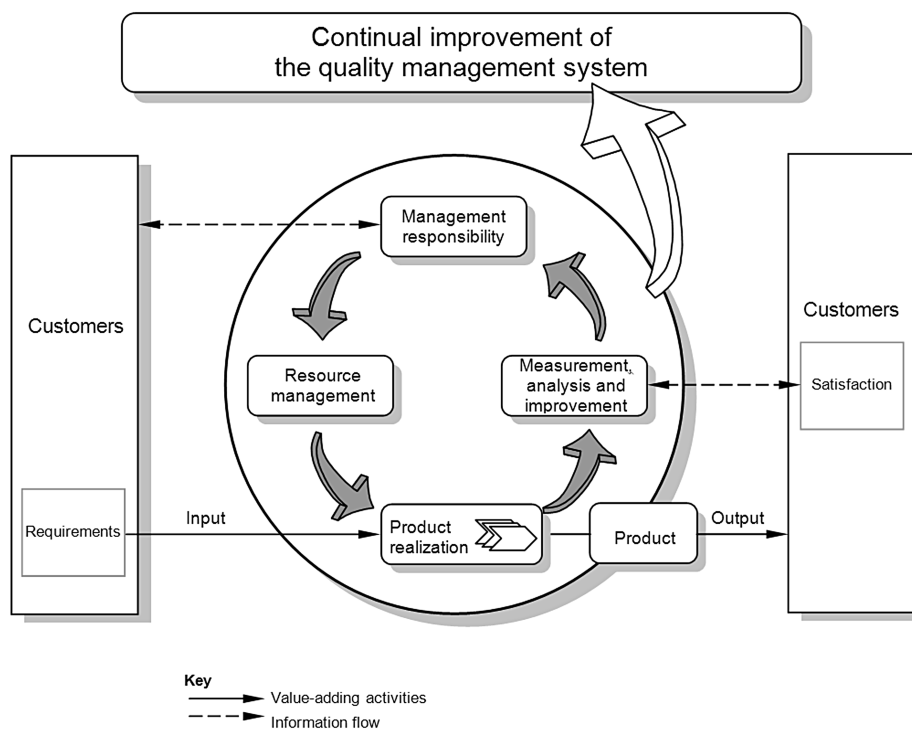 Continual improvement of
the quality management system
Customers
Requirements
Input
Management
responsibility
Resource
management
Measurement,
analysis and
improvement
Product
realization
Product
Output
Customers
Satisfaction
Key
Value-adding activities
Information flow